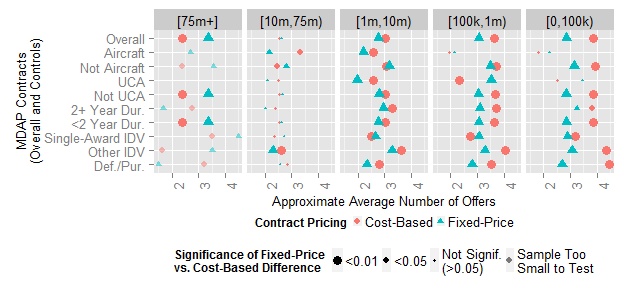 [75m+] [10m,75m) [1m,10m) [100k,1m) [0,100k)
MDAP Contracts
(Overall and Controls)
Overall
Aircraft
Not Aircraft
UCA
Not UCA
2+ Year Dur.
<2 Year Dur.
Single-Award IDV
Other IDV
Def./Pur.
2 3 4 2 3 4 2 3 4 2 3 4 2 3 4
Approximate Average Number of Offers
Contract Pricing Cost-Based Fixed-Price
Significance of Fixed-Price
vs. Cost-Based Difference
<0.01 <0.05
Not Signif.
(>0.05)
Sample Too
Small to Test